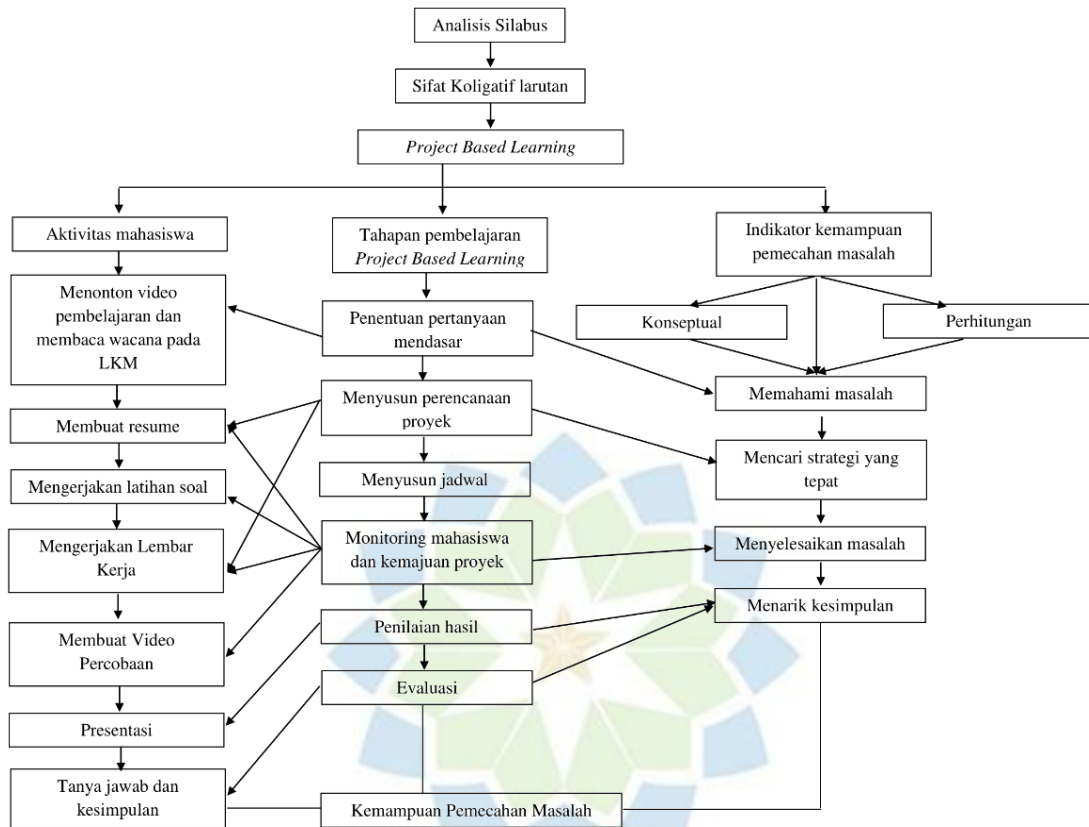 Analisis Silabus
Sifat Koligatif larutan
Project Based Learning
Aktivitas mahasiswa
Menonton video
pembelajaran dan
membaca wacana pada
LKM
Membuat resume
Mengerjakan latihan soal
Mengerjakan Lembar
Kerja
Membuat Video
Percobaan
Presentasi
Tanya jawab dan
kesimpulan
Tahapan pembelajaran
Project Based Learning
Penentuan pertanyaan
mendasar
Menyusun perencanaan
proyek
Menyusun jadwal
Monitoring mahasiswa
dan kemajuan proyek
Penilaian hasil
Evaluasi
Indikator kemampuan
pemecahan masalah
Konseptual
Perhitungan
Memahami masalah
Mencari strategi yang
tepat
Menyelesaikan masalah
Menarik kesimpulan
Kemampuan Pemecahan Masalah